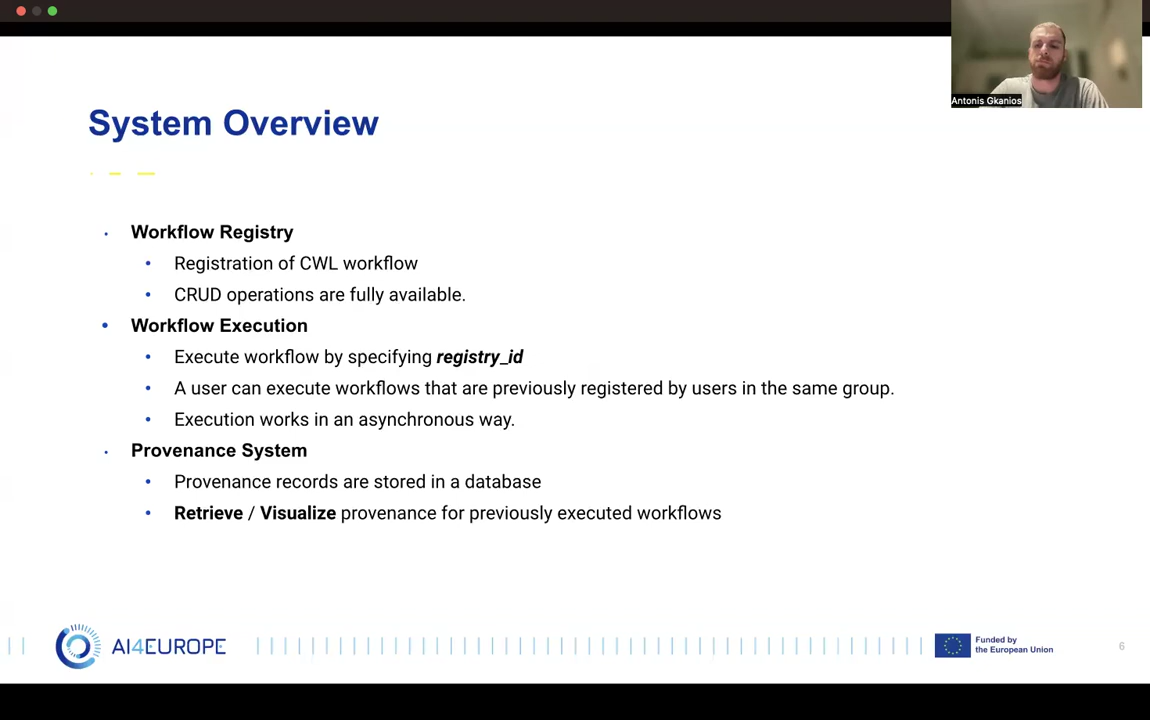 Antonis Gkanios
System Overview
Workflow Registry
Registration of CWL workflow
CRUD operations are fully available.
Workflow Execution
Execute workflow by specifying registry_id
A user can execute workflows that are previously registered by users in the same group.
Execution works in an asynchronous way.
Provenance System
Provenance records are stored in a database
Retrieve / Visualize provenance for previously executed workflows
AI4EUROPE
Funded by
the European Union
6